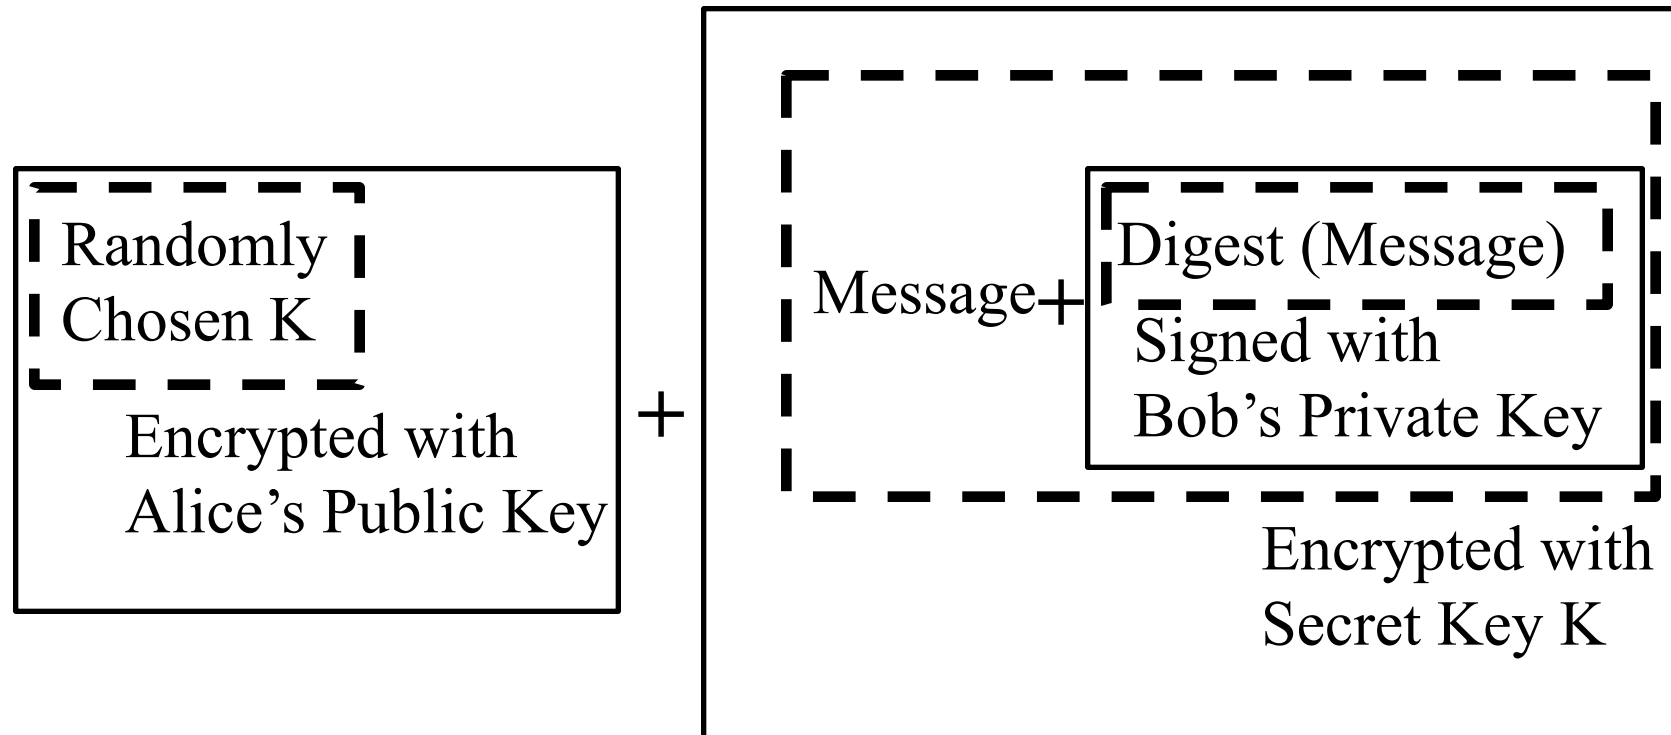 Randomly
Chosen K
Encrypted with
Alice’s Public Key
+
Message+
Digest (Message)
Signed with
Bob’s Private Key
Encrypted with
Secret Key K